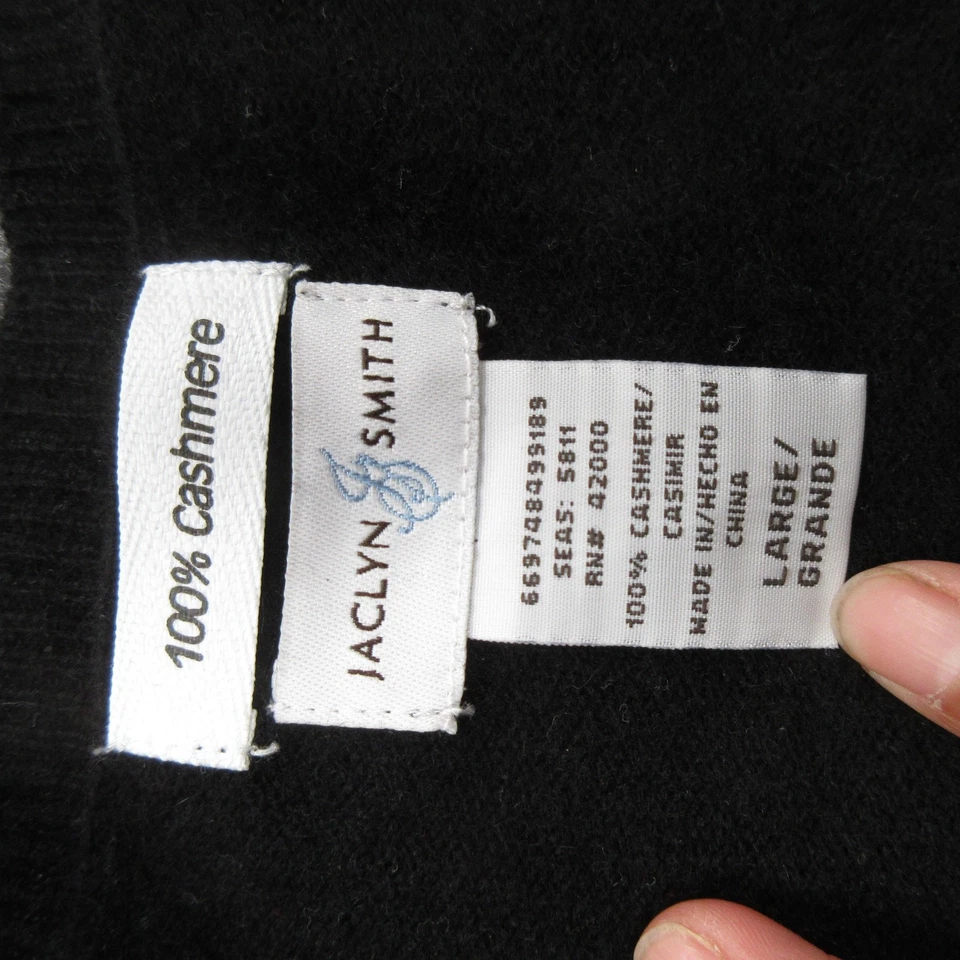 100% Cashmere
JACLYN SMITH
669748499189
SEAS: 5811
RN# 42000
100% CASHMERE/
CASIMIR
MADE IN/HECHO EN
CHINA
LARGE/
GRANDE